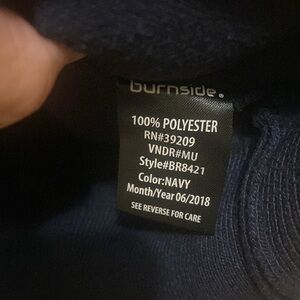 burnside®
100% POLYESTER
RN#39209
VNDR#MU
Style#BR8421
Color:NAVY
Month/Year 06/2018
SEE REVERSE FOR CARE